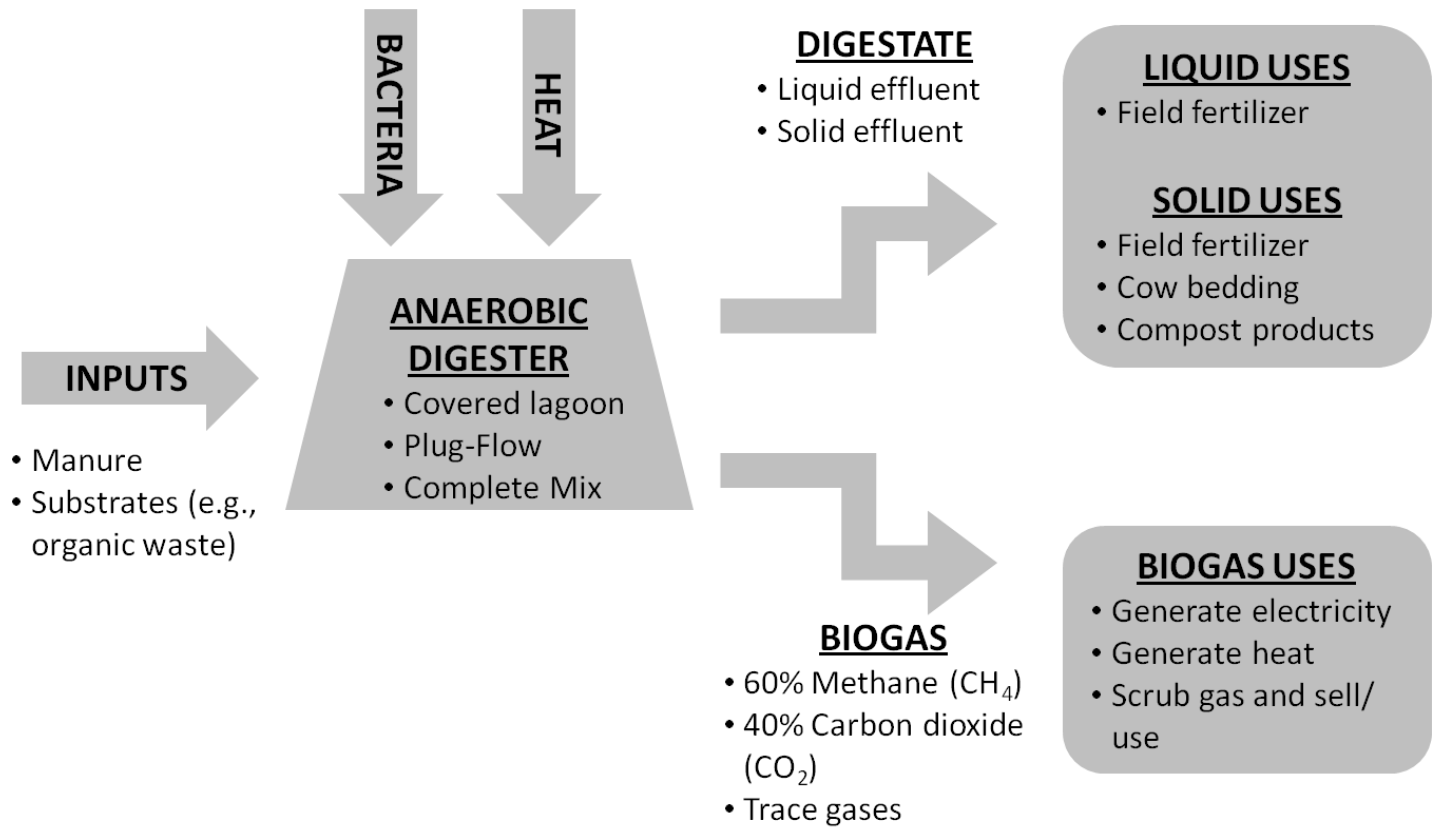 BACTERIA
HEAT
INPUTS
• Manure
• Substrates (e.g.,
organic waste)
ANAEROBIC
DIGESTER
• Covered lagoon
• Plug-Flow
• Complete Mix
DIGESTATE
• Liquid effluent
• Solid effluent
LIQUID USES
• Field fertilizer
SOLID USES
• Field fertilizer
• Cow bedding
• Compost products
BIOGAS
• 60% Methane (CH₄)
• 40% Carbon dioxide
(CO₂)
• Trace gases
BIOGAS USES
• Generate electricity
• Generate heat
• Scrub gas and sell/
use